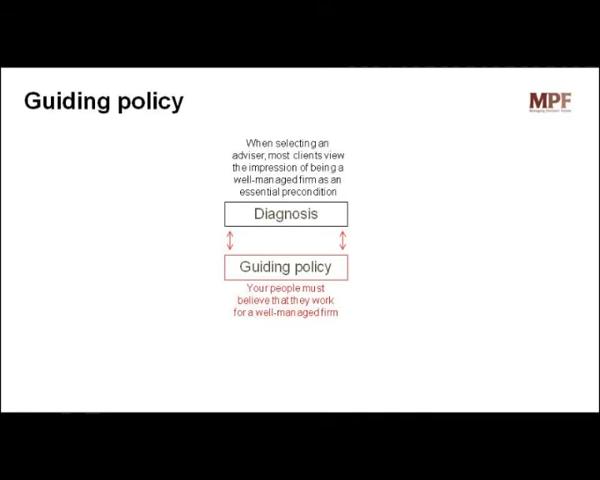 Guiding policy
MPF
When selecting an
adviser, most clients view
the impression of being a
well-managed firm as an
essential precondition
Diagnosis
Guiding policy
Your people must
believe that they work
for a well-managed firm